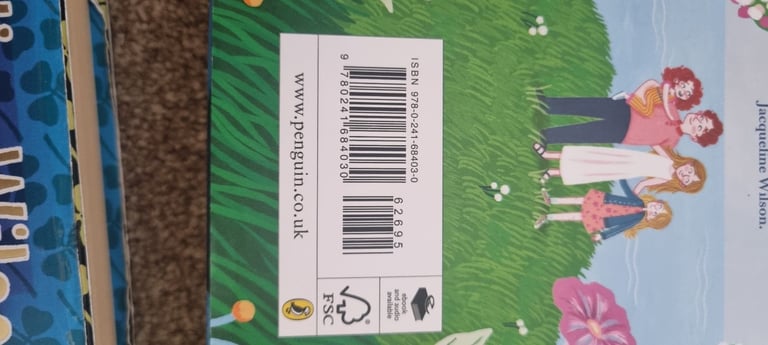 ISBN 978-0-241-68403-0
9 780241 684030
62695
www.penguin.co.uk
FSC
ebook
and audio
available
Jacqueline Wilson.